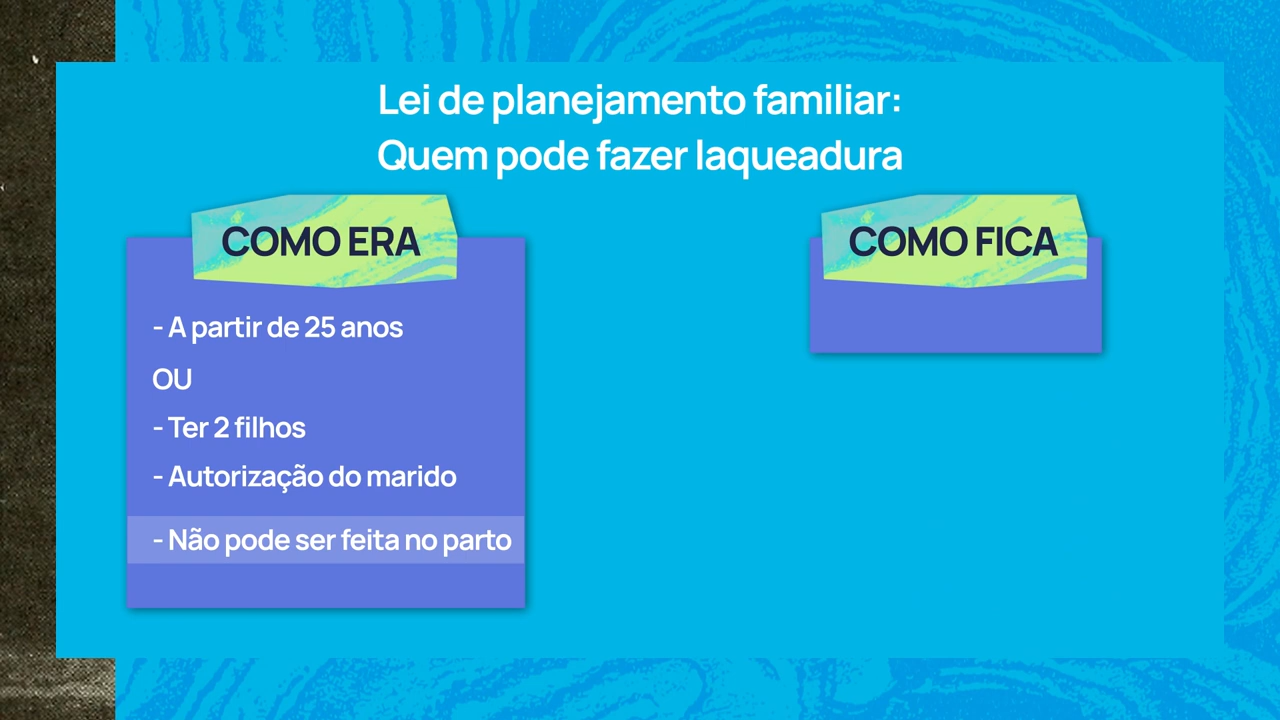 Lei de planejamento familiar:
Quem pode fazer laqueadura
COMO ERA
- A partir de 25 anos
OU
- Ter 2 filhos
- Autorização do marido
- Não pode ser feita no parto
COMO FICA